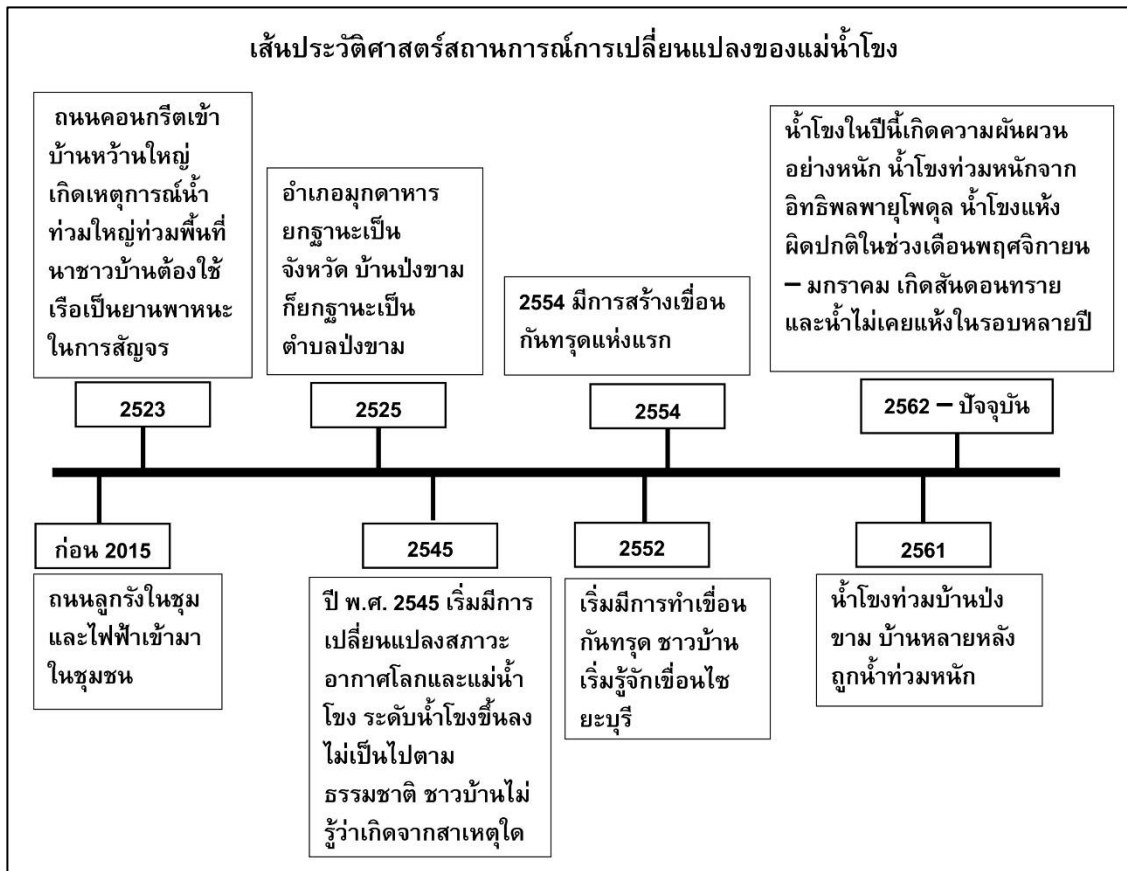 เส้นประวัติศาสตร์สถานการณ์การเปลี่ยนแปลงของแม่น้ำโขง
ถนนคอนกรีตเข้า
บ้านหว้านใหญ่
เกิดเหตุการณ์น้ำ
ท่วมใหญ่ท่วมพื้นที่
นาชาวบ้านต้องใช้
เรือเป็นยานพาหนะ
ในการสัญจร
2523
อำเภอมุกดาหาร
ยกฐานะเป็น
จังหวัด บ้านป่งขาม
ก็ยกฐานะเป็น
ตำบลป่งขาม
2525
2554 มีการสร้างเขื่อน
กันทรุดแห่งแรก
2554
น้ำโขงในปีนี้เกิดความผันผวน
อย่างหนัก น้ำโขงท่วมหนักจาก
อิทธิพลพายุโพดุล น้ำโขงแห้ง
ผิดปกติในช่วงเดือนพฤศจิกายน
– มกราคม เกิดสันดอนทราย
และน้ำไม่เคยแห้งในรอบหลายปี
2562 – ปัจจุบัน
ก่อน 2015
ถนนลูกรังในชุม
และไฟฟ้าเข้ามา
ในชุมชน
2545
ปี พ.ศ. 2545 เริ่มมีการ
เปลี่ยนแปลงสภาวะ
อากาศโลกและแม่น้ำ
โขง ระดับน้ำโขงขึ้นลง
ไม่เป็นไปตาม
ธรรมชาติ ชาวบ้านไม่
รู้ว่าเกิดจากสาเหตุใด
2552
เริ่มมีการทำเขื่อน
กันทรุด ชาวบ้าน
เริ่มรู้จักเขื่อนไซ
ยะบุรี
2561
น้ำโขงท่วมบ้านป่ง
ขาม บ้านหลายหลัง
ถูกน้ำท่วมหนัก